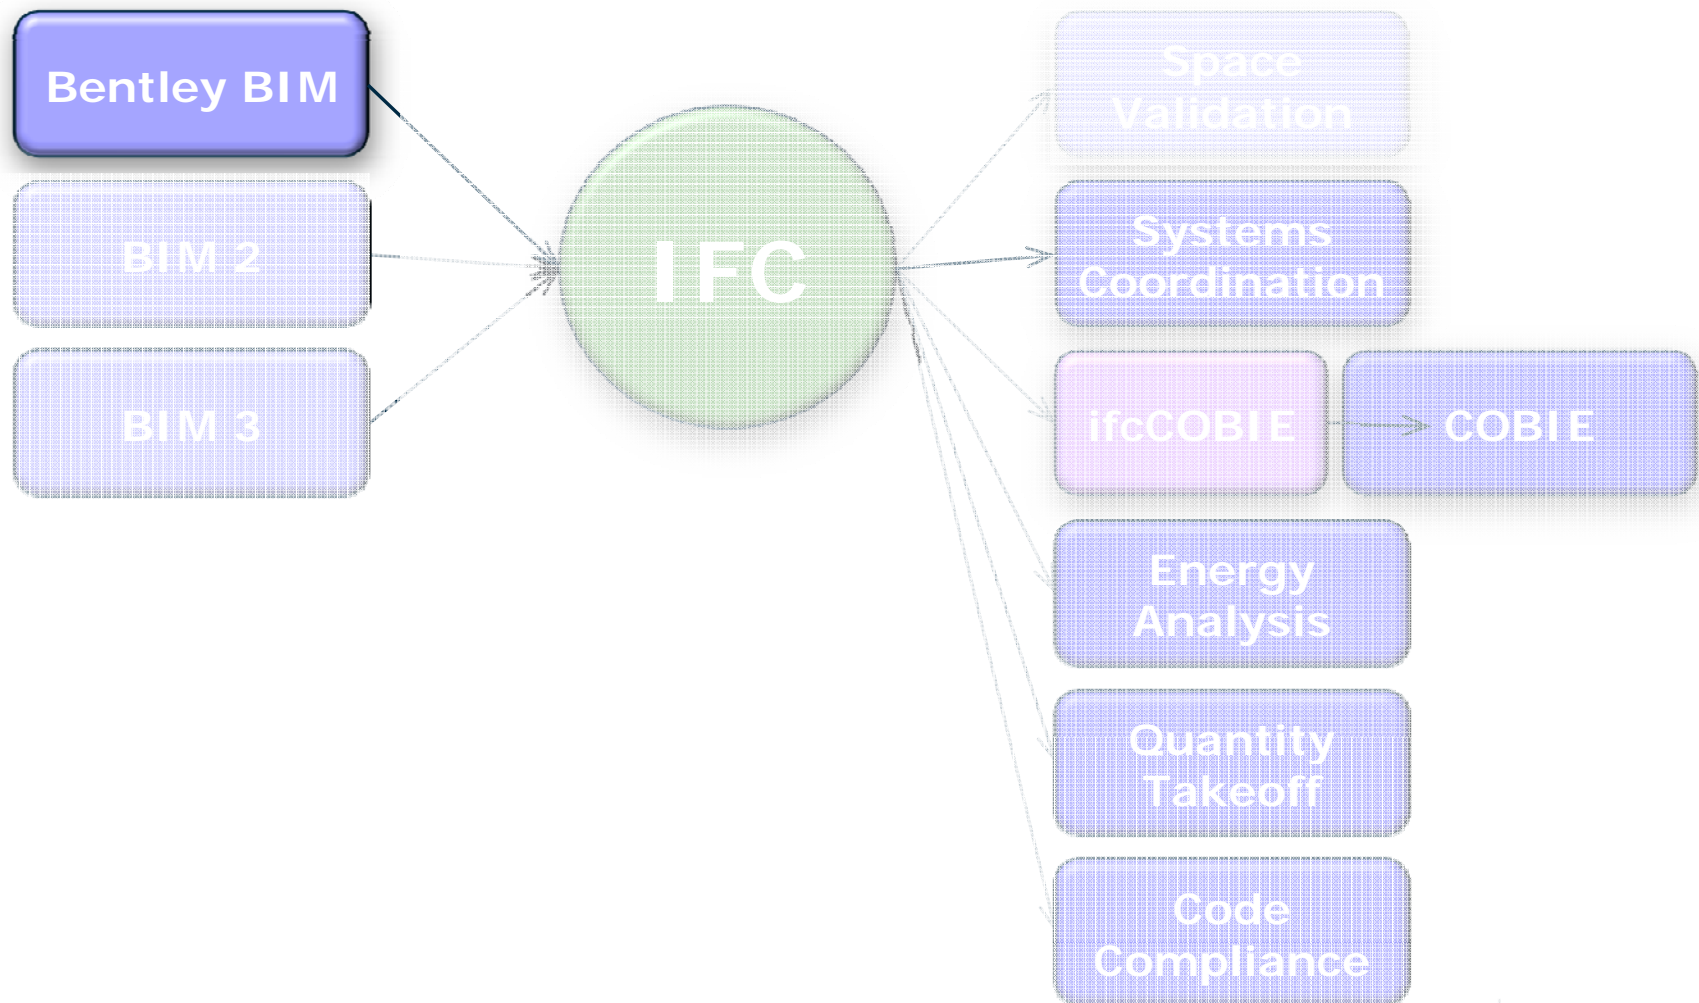 Bentley BIM
BIM 2
BIM 3
IFC
Space
Validation
Systems
Coordination
ifcCOBIE
COBIE
Energy
Analysis
Quantity
Takeoff
Code
Compliance